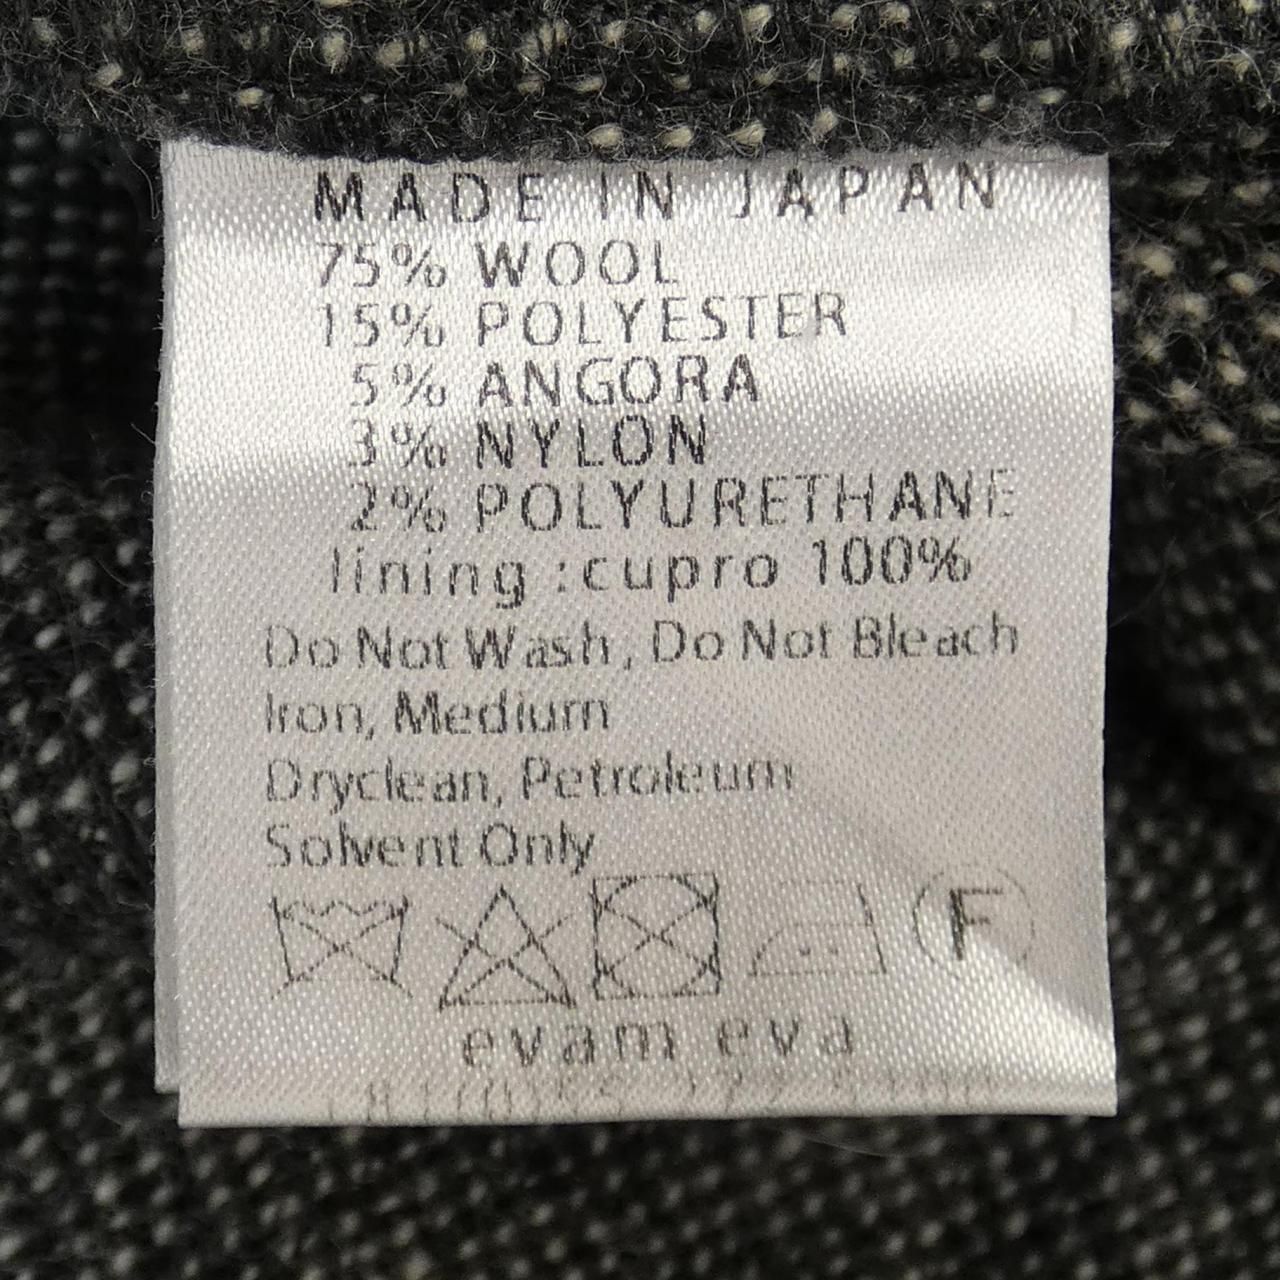 MADE IN JAPAN
75% WOOL
15% POLYESTER
5% ANGORA
3% NYLON
2% POLYURETHANE
lining :cupro 100%
Do Not Wash, Do Not Bleach
Iron, Medium
Dryclean, Petroleum
Solvent Only
F
evam eva